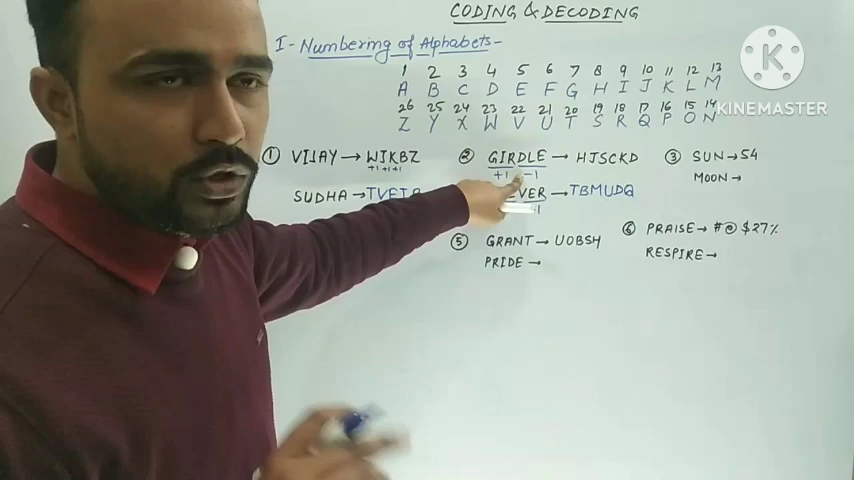 CODING & DECODING
I - Numbering of Alphabets -
1 2 3 4 5 6 7 8 9 10 11 12 13
A B C D E F G H I J K L M
26 25 24 23 22 21 20 19 18 17 16 15 14
Z Y X W V U T S R Q P O N
KINEMASTER
① VIJAY → WJKBZ
+1 +1 +1
SUDHA →
② GIRDLE → HJSCKD
+1 -1
→ TBMUDQ
-1
③ SUN → 54
MOON →
⑤ GRANT → UOBSH
PRIDE →
⑥ PRAISE → #@$27%
RESPIRE →